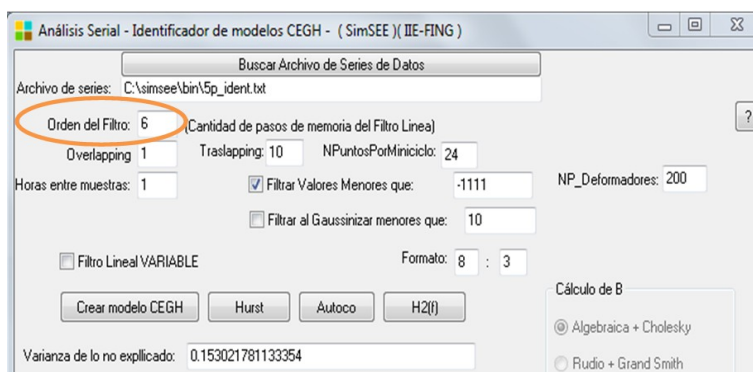 Análisis Serial - Identificador de modelos CEGH - ( SimSEE )( IIE-FING )
Buscar Archivo de Series de Datos
Archivo de series: C:\simsee\bin\5p_ident.txt
Orden del Filtro: 6 (Cantidad de pasos de memoria del Filtro Linea)
?
Overlapping 1 Traslapping: 10 NPuntosPorMiniciclo: 24
Horas entre muestras: 1 Filtrar Valores Menores que: -1111 NP_Deformadores: 200
Filtrar al Gaussinizar menores que: 10
Filtro Lineal VARIABLE Formato: 8 : 3
Crear modelo CEGH Hurst Autoco H2(f)
Cálculo de B
Algebraica + Cholesky
Varianza de lo no expllicado: 0.153021781133354
Rudio + Grand Smith